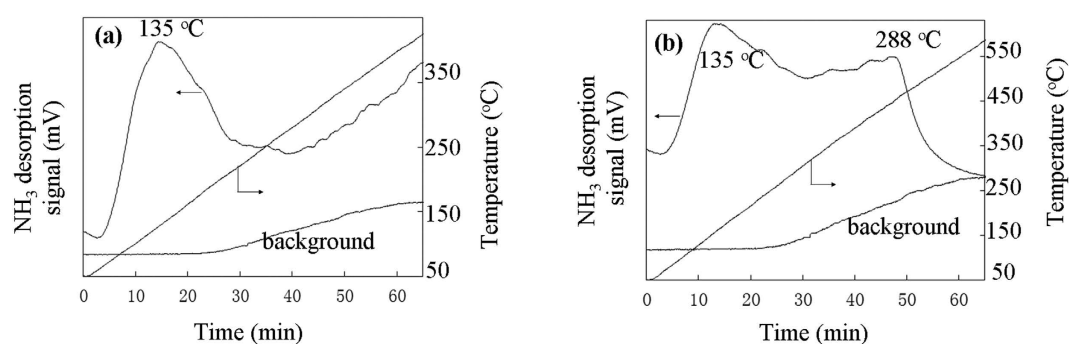 (a)
135 °C
NH3 desorption
signal (mV)
350
250
150
50
Temperature (°C)
background
0 10 20 30 40 50 60
Time (min)
(b)
135 °C
288 °C
NH3 desorption
signal (mV)
550
450
350
250
150
50
Temperature (°C)
background
0 10 20 30 40 50 60
Time (min)